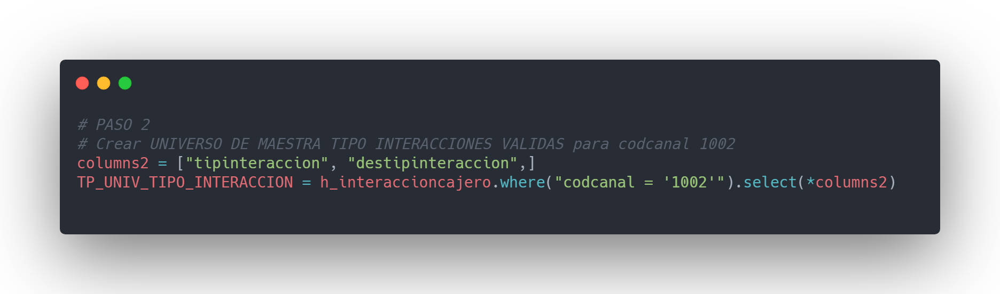 # PASO 2
# Crear UNIVERSO DE MAESTRA TIPO INTERACCIONES VALIDAS para codcanal 1002
columns2 = ["tipinteraccion", "destipinteraccion",]
TP_UNIV_TIPO_INTERACCION = h_interaccioncajero.where("codcanal = '1002'").select(*columns2)